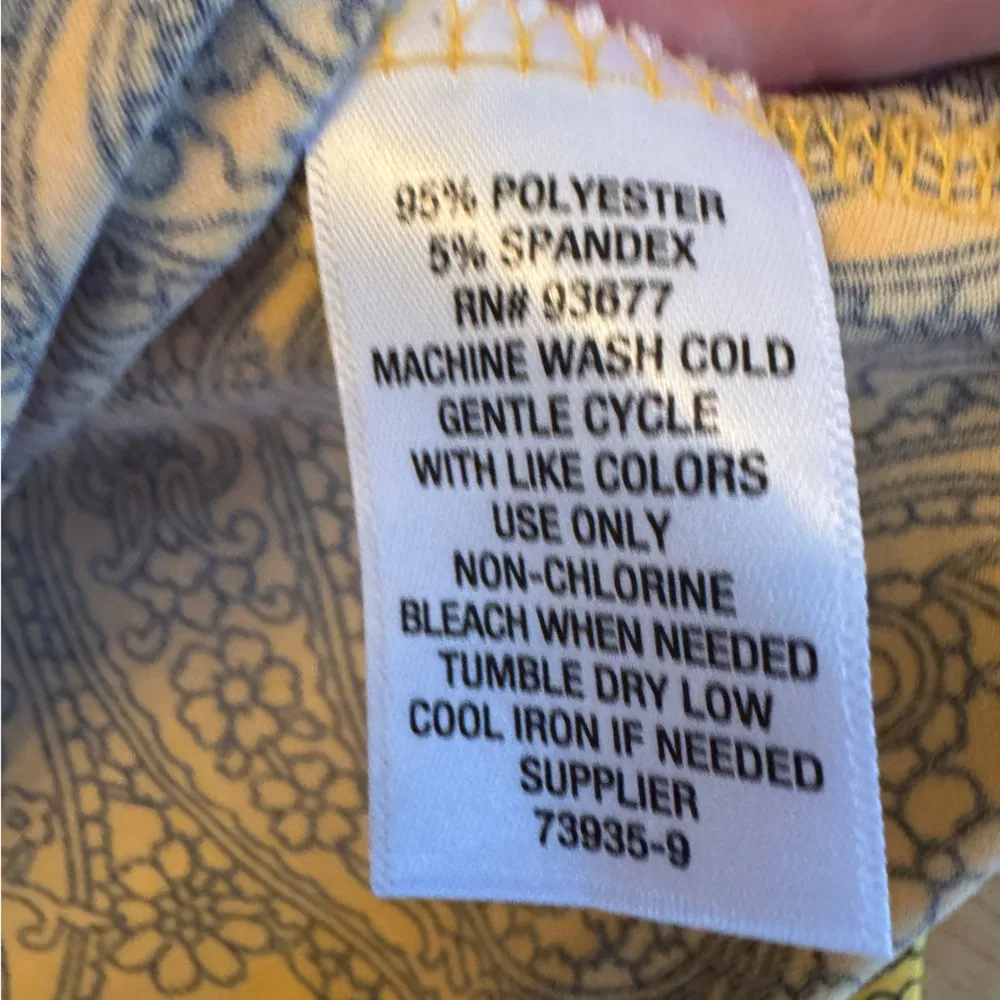 95% POLYESTER
5% SPANDEX
RN# 93677
MACHINE WASH COLD
GENTLE CYCLE
WITH LIKE COLORS
USE ONLY
NON-CHLORINE
BLEACH WHEN NEEDED
TUMBLE DRY LOW
COOL IRON IF NEEDED
SUPPLIER
73935-9